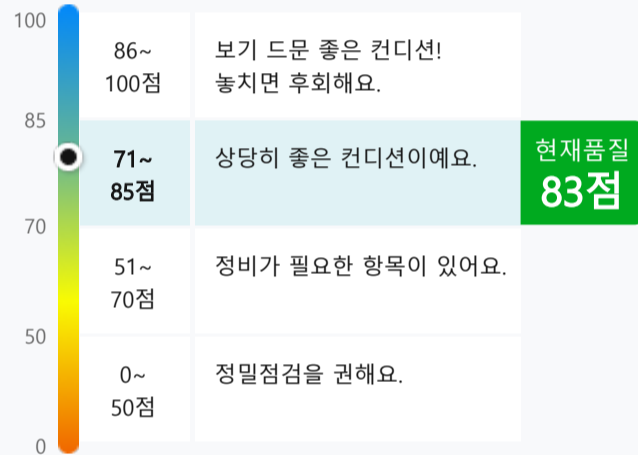 100
86~
100점
보기 드문 좋은 컨디션!
놓치면 후회해요.
85
71~
85점
상당히 좋은 컨디션이예요.
현재품질
83점
70
51~
70점
정비가 필요한 항목이 있어요.
50
0~
50점
정밀점검을 권해요.
0